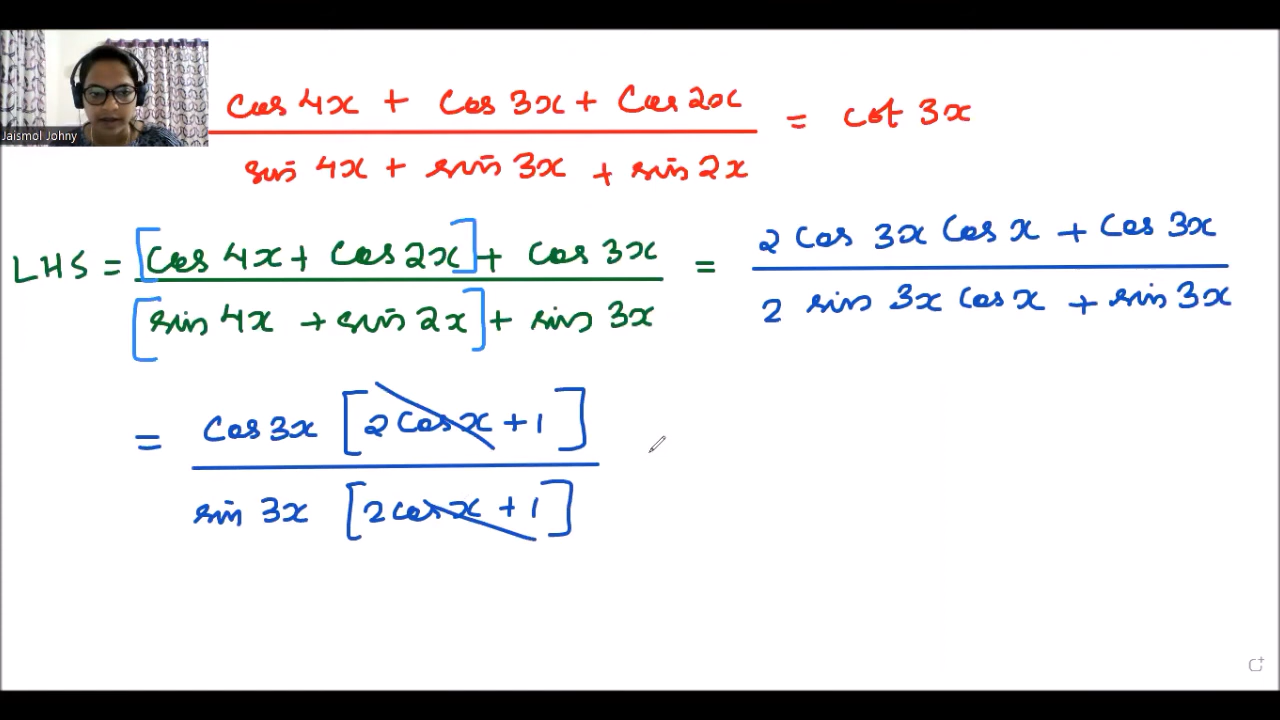 Jaismol Johny
cos 4x + cos 3x + cos 2x / sin 4x + sin 3x + sin 2x = cot 3x
LHS = [cos 4x + cos 2x] + cos 3x / [sin 4x + sin 2x] + sin 3x = 2 cos 3x cos x + cos 3x / 2 sin 3x cos x + sin 3x
= cos 3x [2 cos x + 1] / sin 3x [2 cos x + 1]